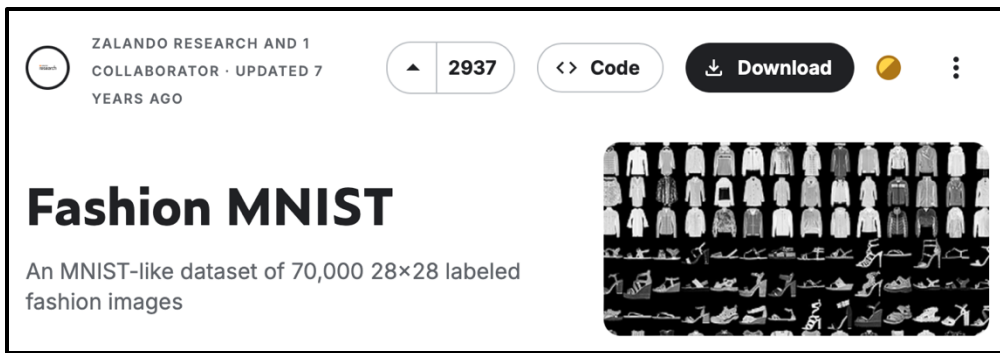 ZALANDO RESEARCH AND 1
COLLABORATOR · UPDATED 7
YEARS AGO
research
2937
Code
Download
Fashion MNIST
An MNIST-like dataset of 70,000 28×28 labeled
fashion images